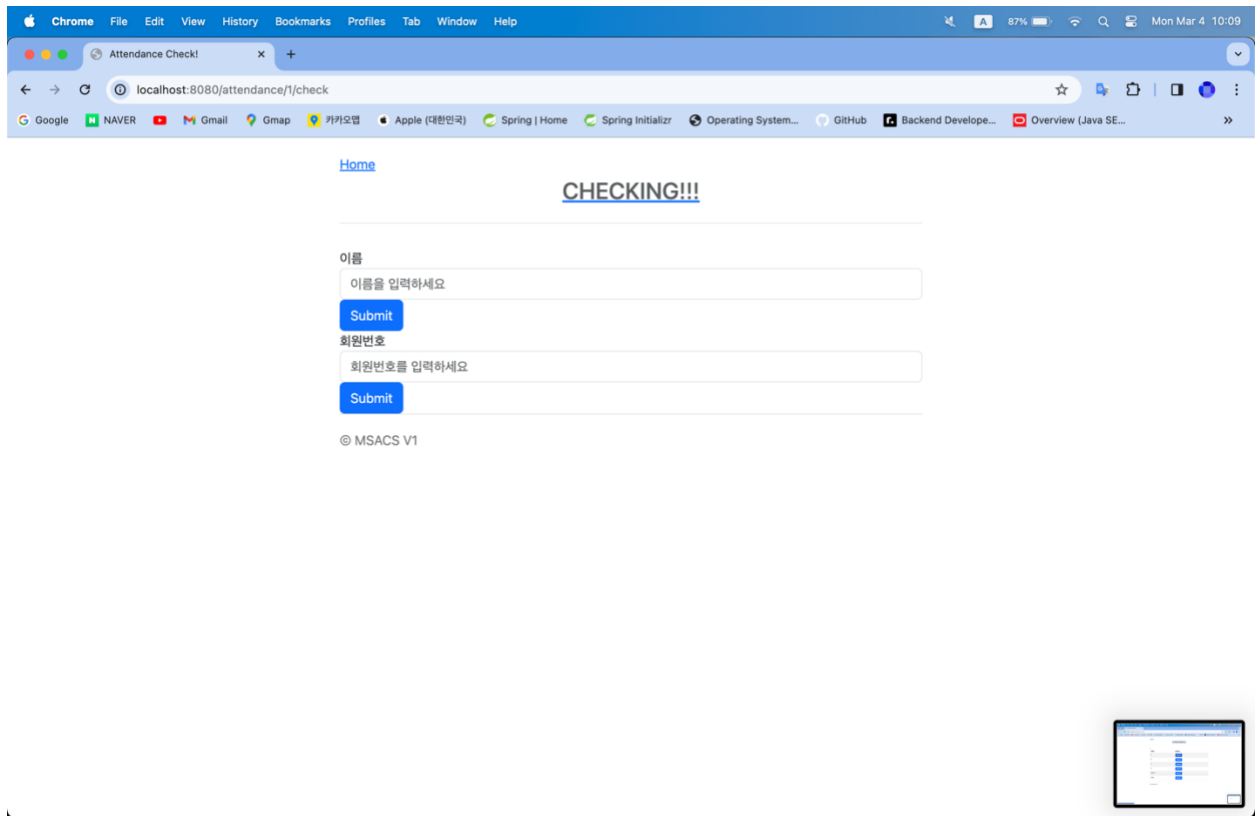 Chrome File Edit View History Bookmarks Profiles Tab Window Help A 87% Mon Mar 4 10:09
Attendance Check!
localhost:8080/attendance/1/check
Google NAVER Gmail Gmap 카카오맵 Apple (대한민국) Spring | Home Spring Initializr Operating System... GitHub Backend Develope... Overview (Java SE...
Home
CHECKING!!!
이름
이름을 입력하세요
Submit
회원번호
회원번호를 입력하세요
Submit
© MSACS V1